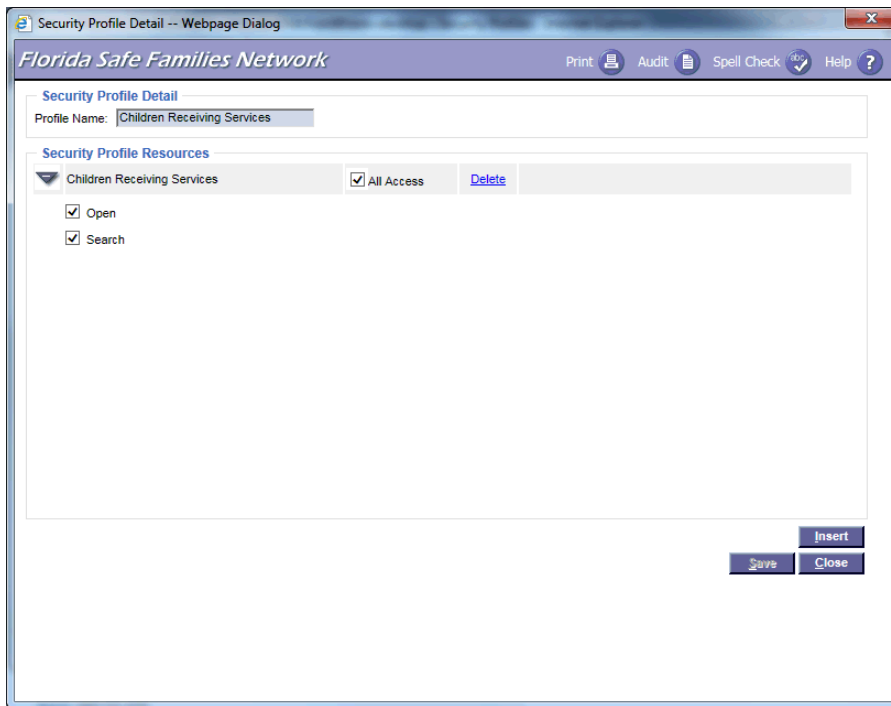 Security Profile Detail -- Webpage Dialog
Florida Safe Families Network
Print Audit Spell Check abc Help ?
Security Profile Detail
Profile Name: Children Receiving Services
Security Profile Resources
Children Receiving Services All Access Delete
Open
Search
Insert
Save Close